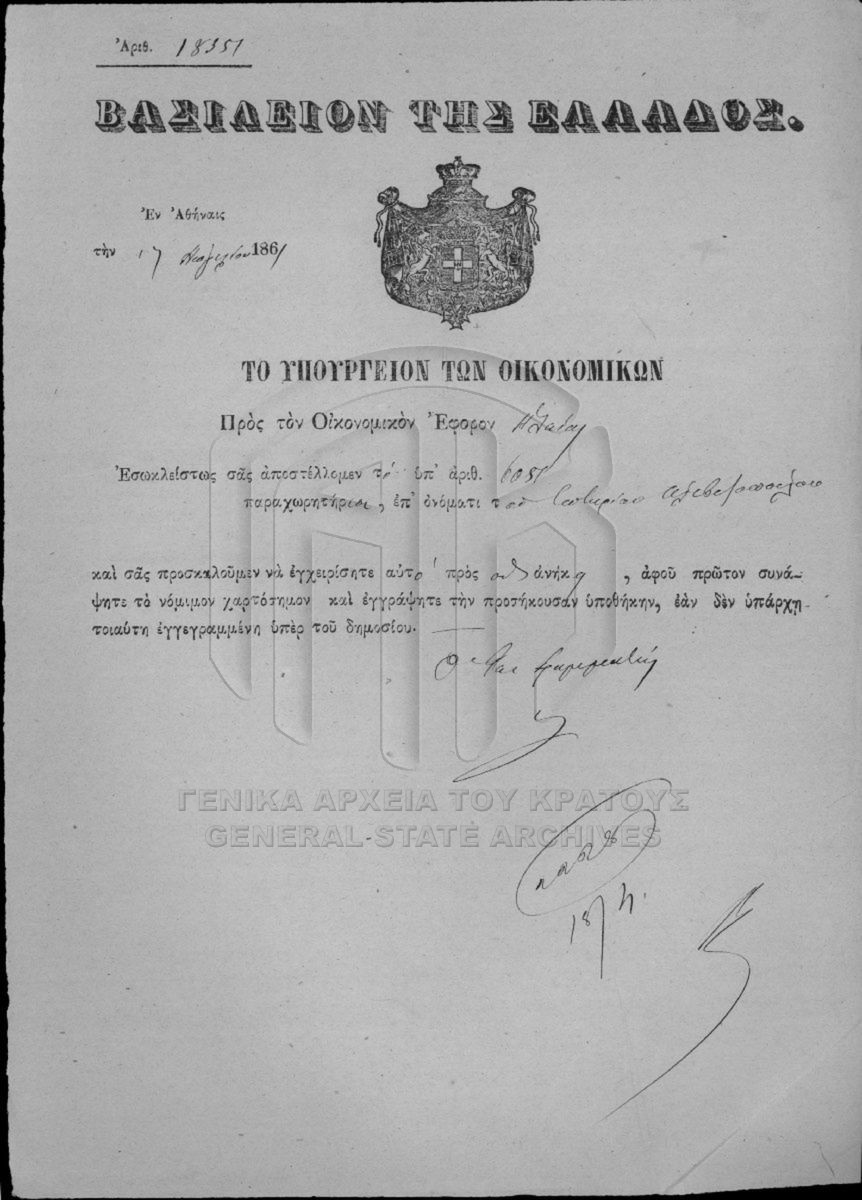 Ἀριθ. 18351
ΒΑΣΙΛΕΙΟΝ ΤΗΣ ΕΛΛΑΔΟΣ.
Ἐν Ἀθήναις
τὴν 17 1861
ΤΟ ΥΠΟΥΡΓΕΙΟΝ ΤΩΝ ΟΙΚΟΝΟΜΙΚΩΝ
Πρὸς τὸν Οἰκονομικὸν Ἔφορον
Ἐσωκλείστως σᾶς ἀποστέλλομεν τὸ ὑπ' ἀριθ. 6051
παραχωρητήριον, ἐπ' ὀνόματι τοῦ Σωτηρίου
καὶ σᾶς προσκαλοῦμεν νὰ ἐγχειρίσητε αὐτὸ πρὸς ὃν ἀνήκει, ἀφοῦ πρῶτον συνά-
ψητε τὸ νόμιμον χαρτόσημον καὶ ἐγγράψητε τὴν προσήκουσαν ὑποθήκην, ἐὰν δὲν ὑπάρχῃ
τοιαύτη ἐγγεγραμμένη ὑπὲρ τοῦ δημοσίου.
ΓΕΝΙΚΑ ΑΡΧΕΙΑ ΤΟΥ ΚΡΑΤΟΥΣ
GENERAL STATE ARCHIVES